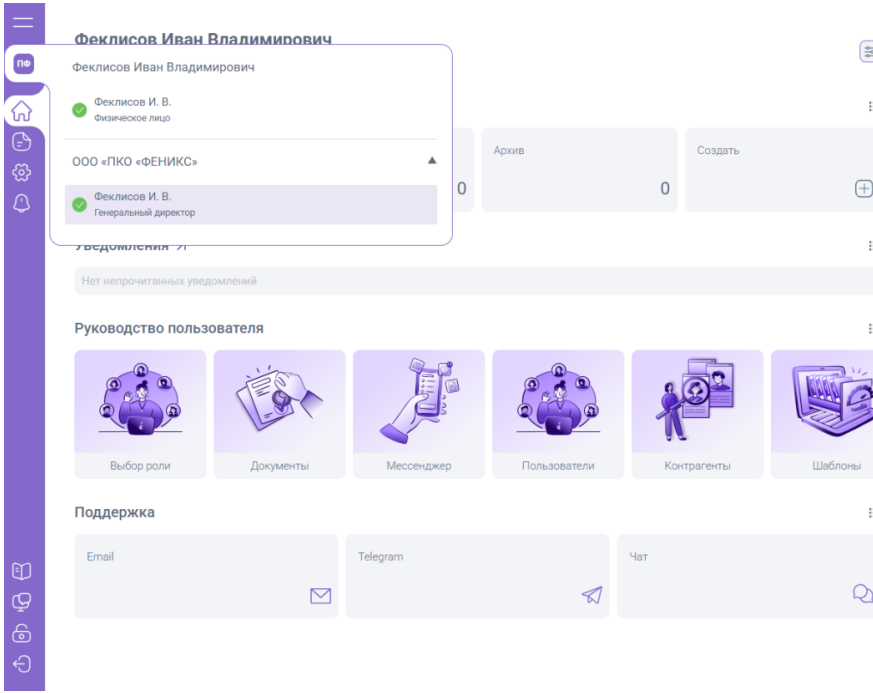 Феклисов Иван Владимирович
ПФ
Феклисов Иван Владимирович
Феклисов И. В.
Физическое лицо
ООО «ПКО «ФЕНИКС»
Феклисов И. В.
Генеральный директор
0
Архив
0
Создать
Уведомления
Нет непрочитанных уведомлений
Руководство пользователя
Выбор роли
Документы
Мессенджер
Пользователи
Контрагенты
Шаблоны
Поддержка
Email
Telegram
Чат